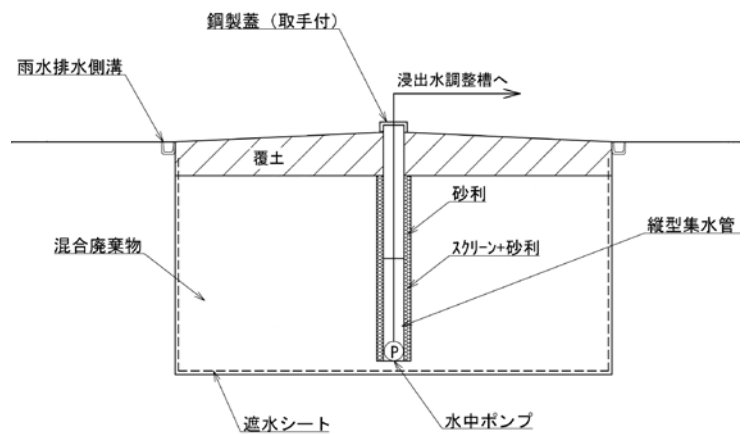 鋼製蓋（取手付）
雨水排水側溝
浸出水調整槽へ
覆土
砂利
縦型集水管
混合廃棄物
ｽｸﾘｰﾝ+砂利
P
遮水シート
水中ポンプ